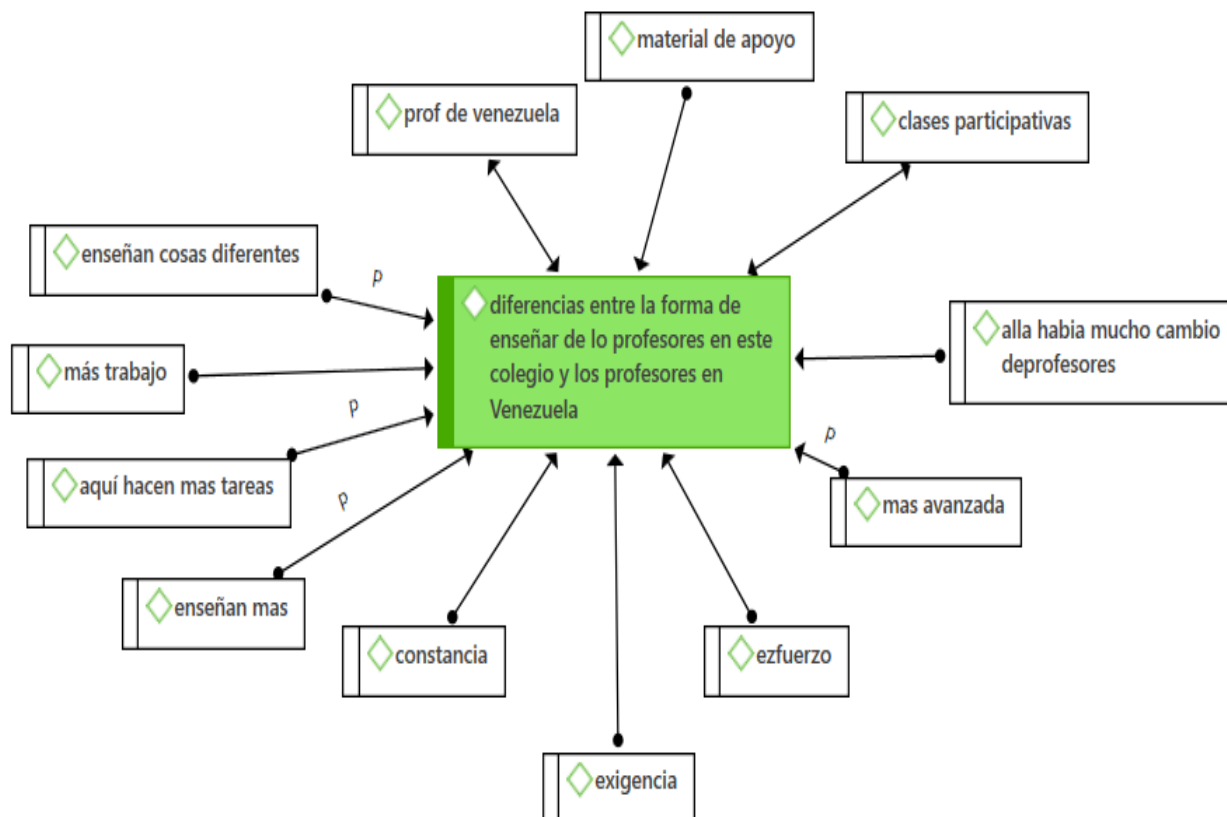 material de apoyo
prof de venezuela
clases participativas
enseñan cosas diferentes
p
diferencias entre la forma de
enseñar de lo profesores en este
colegio y los profesores en
Venezuela
alla habia mucho cambio
deprofesores
más trabajo
p
aquí hacen mas tareas
p
mas avanzada
p
enseñan mas
constancia
ezfuerzo
exigencia